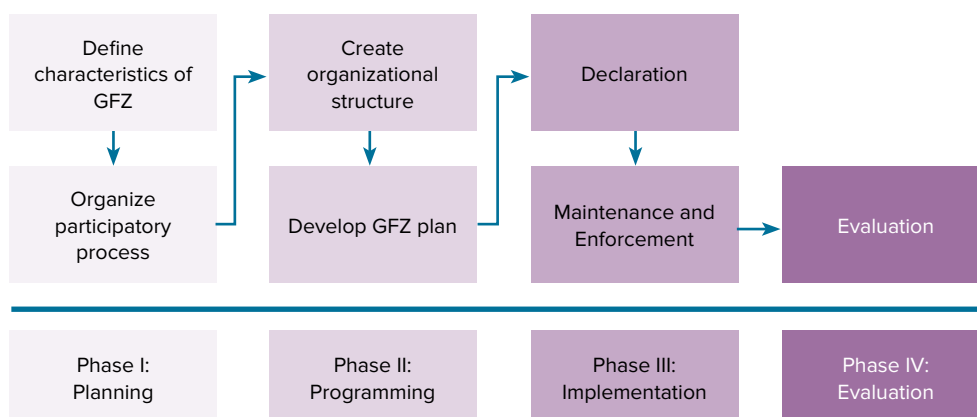 Define
characteristics of
GFZ
Organize
participatory
process
Create
organizational
structure
Develop GFZ plan
Declaration
Maintenance and
Enforcement
Evaluation
Phase I:
Planning
Phase II:
Programming
Phase III:
Implementation
Phase IV:
Evaluation